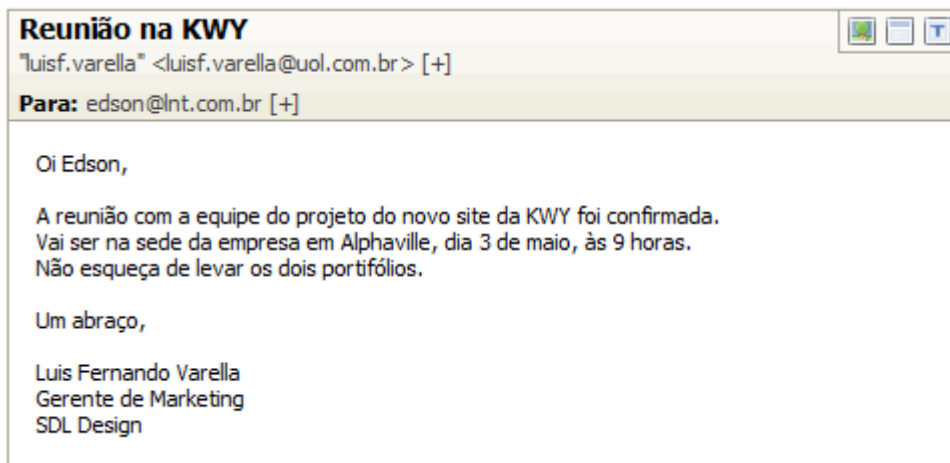 Reunião na KWY
"luisf.varella" <luisf.varella@uol.com.br> [+]
Para: edson@lnt.com.br [+]
Oi Edson,
A reunião com a equipe do projeto do novo site da KWY foi confirmada.
Vai ser na sede da empresa em Alphaville, dia 3 de maio, às 9 horas.
Não esqueça de levar os dois portifólios.
Um abraço,
Luis Fernando Varella
Gerente de Marketing
SDL Design